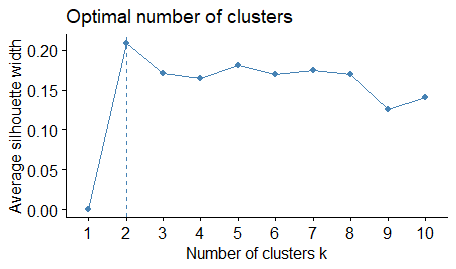 Optimal number of clusters
Average silhouette width
0.20
0.15
0.10
0.05
0.00
1 2 3 4 5 6 7 8 9 10
Number of clusters k